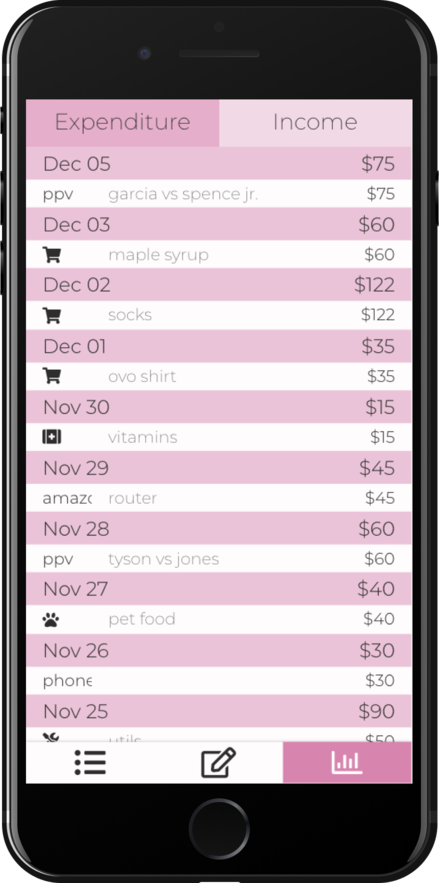 Expenditure Income
Dec 05 $75
ppv garcia vs spence jr. $75
Dec 03 $60
maple syrup $60
Dec 02 $122
socks $122
Dec 01 $35
ovo shirt $35
Nov 30 $15
vitamins $15
Nov 29 $45
amazo router $45
Nov 28 $60
ppv tyson vs jones $60
Nov 27 $40
pet food $40
Nov 26 $30
phone $30
Nov 25 $90
utils $50